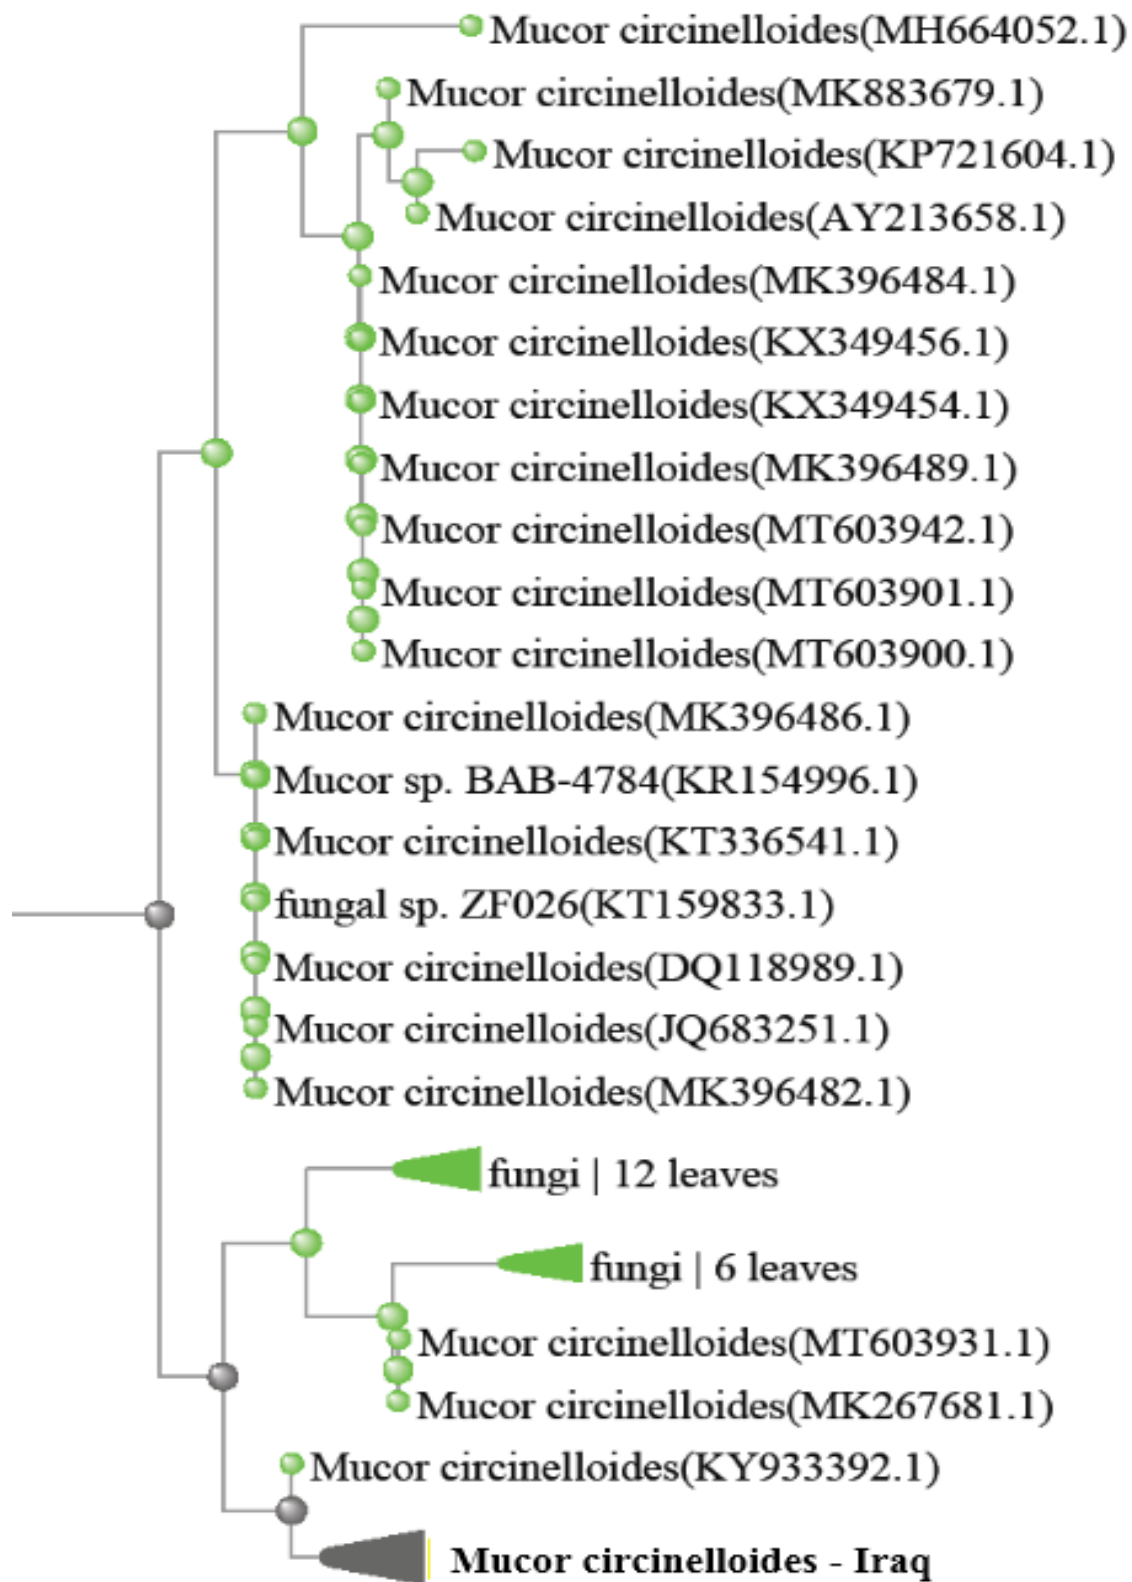 Mucor circinelloides(MH664052.1)
Mucor circinelloides(MK883679.1)
Mucor circinelloides(KP721604.1)
Mucor circinelloides(AY213658.1)
Mucor circinelloides(MK396484.1)
Mucor circinelloides(KX349456.1)
Mucor circinelloides(KX349454.1)
Mucor circinelloides(MK396489.1)
Mucor circinelloides(MT603942.1)
Mucor circinelloides(MT603901.1)
Mucor circinelloides(MT603900.1)
Mucor circinelloides(MK396486.1)
Mucor sp. BAB-4784(KR154996.1)
Mucor circinelloides(KT336541.1)
fungal sp. ZF026(KT159833.1)
Mucor circinelloides(DQ118989.1)
Mucor circinelloides(JQ683251.1)
Mucor circinelloides(MK396482.1)
fungi | 12 leaves
fungi | 6 leaves
Mucor circinelloides(MT603931.1)
Mucor circinelloides(MK267681.1)
Mucor circinelloides(KY933392.1)
Mucor circinelloides - Iraq